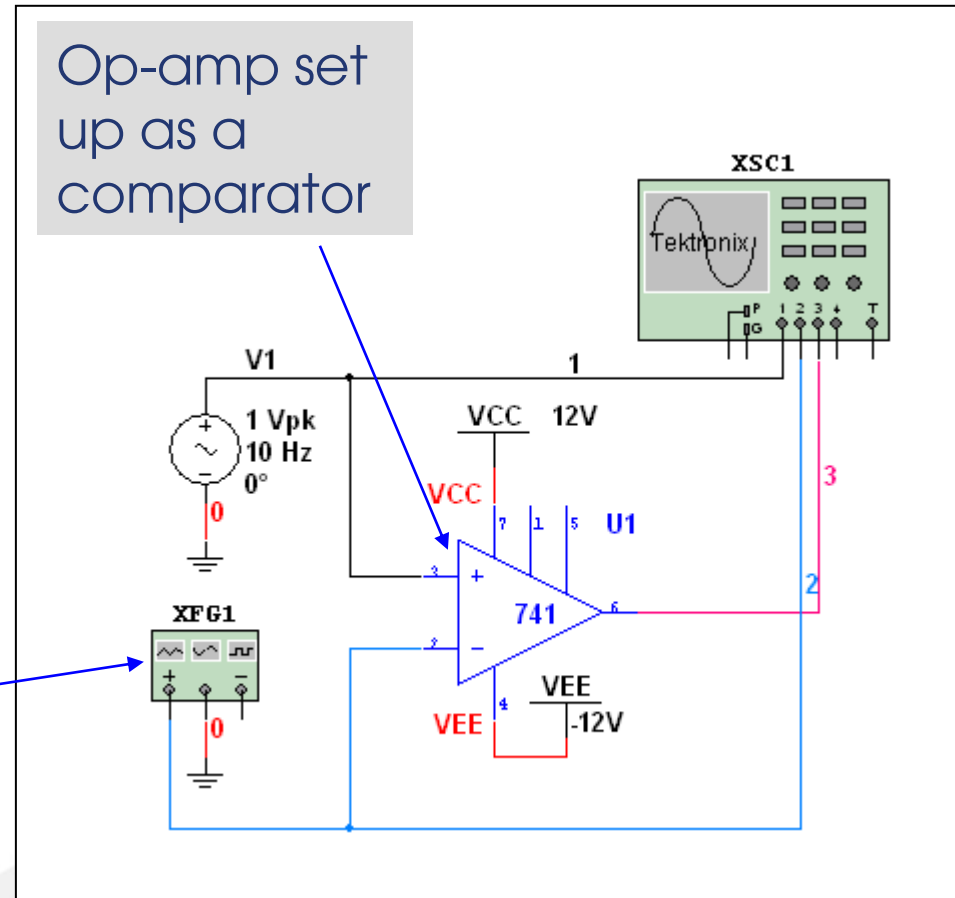 Op-amp set
up as a
comparator
XSC1
Tektronix
P 1 2 3 4 T
G
V1
1
1 Vpk
10 Hz
0°
0
VCC 12V
VCC
7 1 5 U1
3
3 +
741
6
2
2 −
XFG1
+ −
0
4
VEE
VEE
-12V